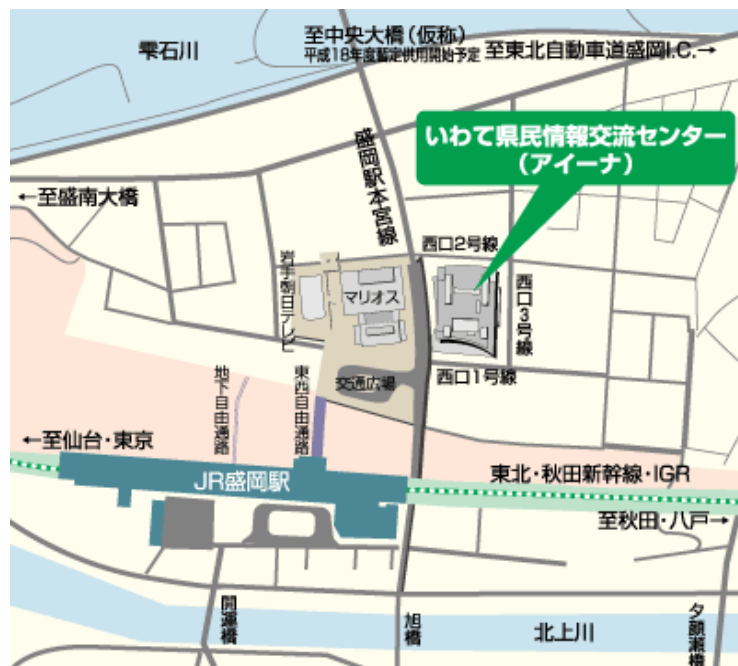 雫石川
至中央大橋(仮称)
平成18年度暫定供用開始予定
至東北自動車道盛岡I.C.→
盛岡駅本宮線
いわて県民情報交流センター
(アイーナ)
←至盛南大橋
西口2号線
岩手朝日テレビ
マリオス
西口3号線
交通広場
西口1号線
地下自由通路
東西自由通路
←至仙台・東京
JR盛岡駅
東北・秋田新幹線・IGR
至秋田・八戸→
開運橋
旭橋
北上川
夕顔瀬橋